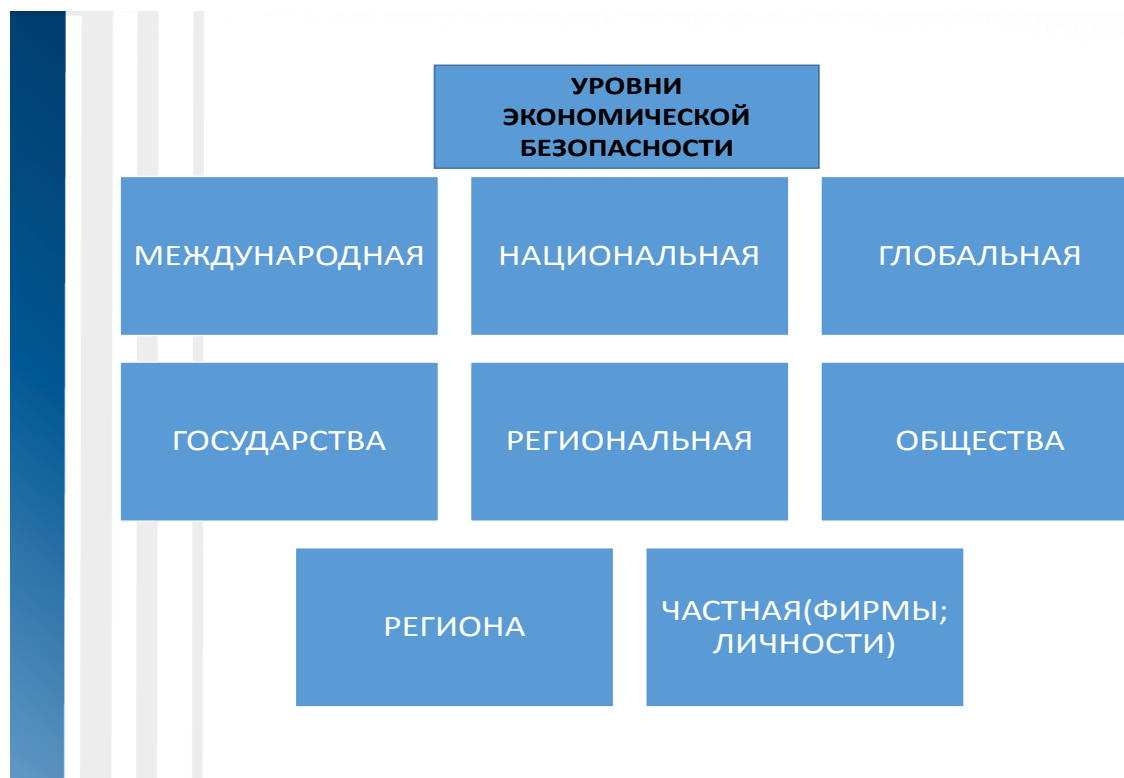 УРОВНИ
ЭКОНОМИЧЕСКОЙ
БЕЗОПАСНОСТИ
МЕЖДУНАРОДНАЯ
НАЦИОНАЛЬНАЯ
ГЛОБАЛЬНАЯ
ГОСУДАРСТВА
РЕГИОНАЛЬНАЯ
ОБЩЕСТВА
РЕГИОНА
ЧАСТНАЯ(ФИРМЫ;
ЛИЧНОСТИ)